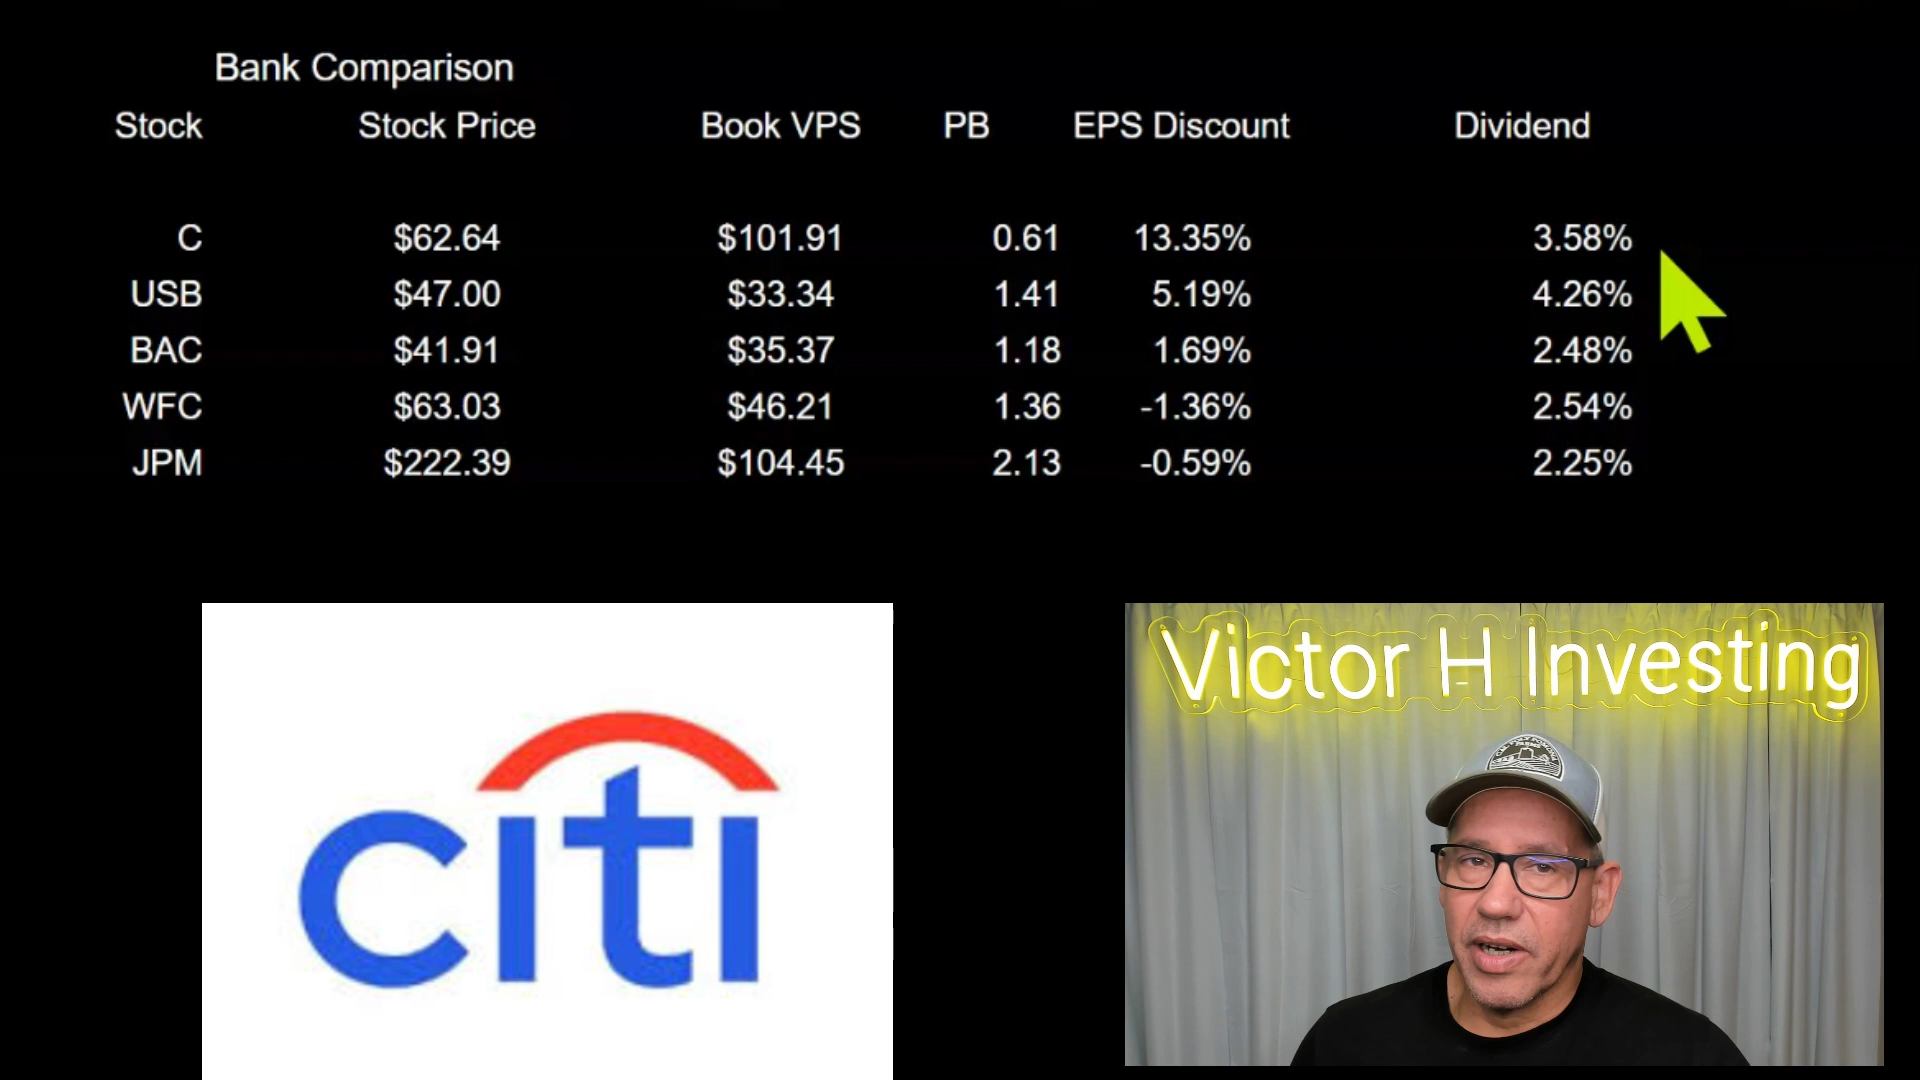 Bank Comparison
Stock Stock Price Book VPS PB EPS Discount Dividend
C $62.64 $101.91 0.61 13.35% 3.58%
USB $47.00 $33.34 1.41 5.19% 4.26%
BAC $41.91 $35.37 1.18 1.69% 2.48%
WFC $63.03 $46.21 1.36 -1.36% 2.54%
JPM $222.39 $104.45 2.13 -0.59% 2.25%
citi
Victor H Investing